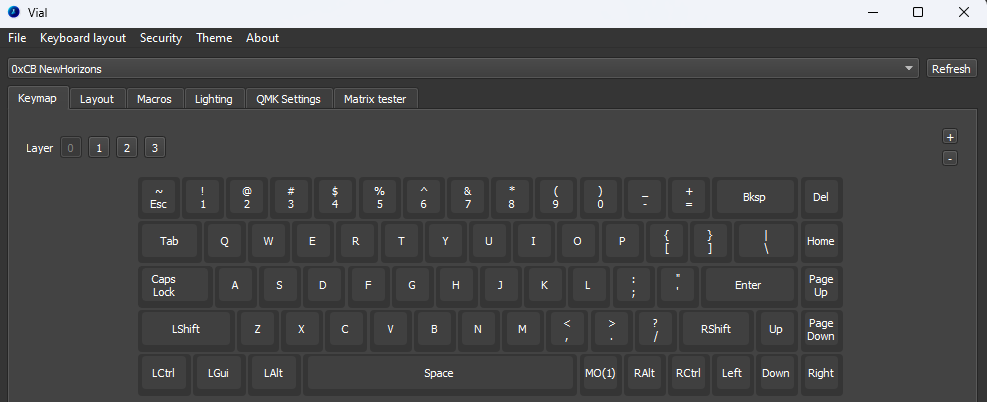 Vial
File Keyboard layout Security Theme About
0xCB NewHorizons Refresh
Keymap Layout Macros Lighting QMK Settings Matrix tester
Layer 0 1 2 3 +
-
~ ! @ # $ % ^ & * ( ) _ + Bksp Del
Esc 1 2 3 4 5 6 7 8 9 0 - =
Tab Q W E R T Y U I O P { } | Home
[ ] \
Caps Lock A S D F G H J K L : " Enter Page Up
; '
LShift Z X C V B N M < > ? RShift Up Page Down
, . /
LCtrl LGui LAlt Space MO(1) RAlt RCtrl Left Down Right